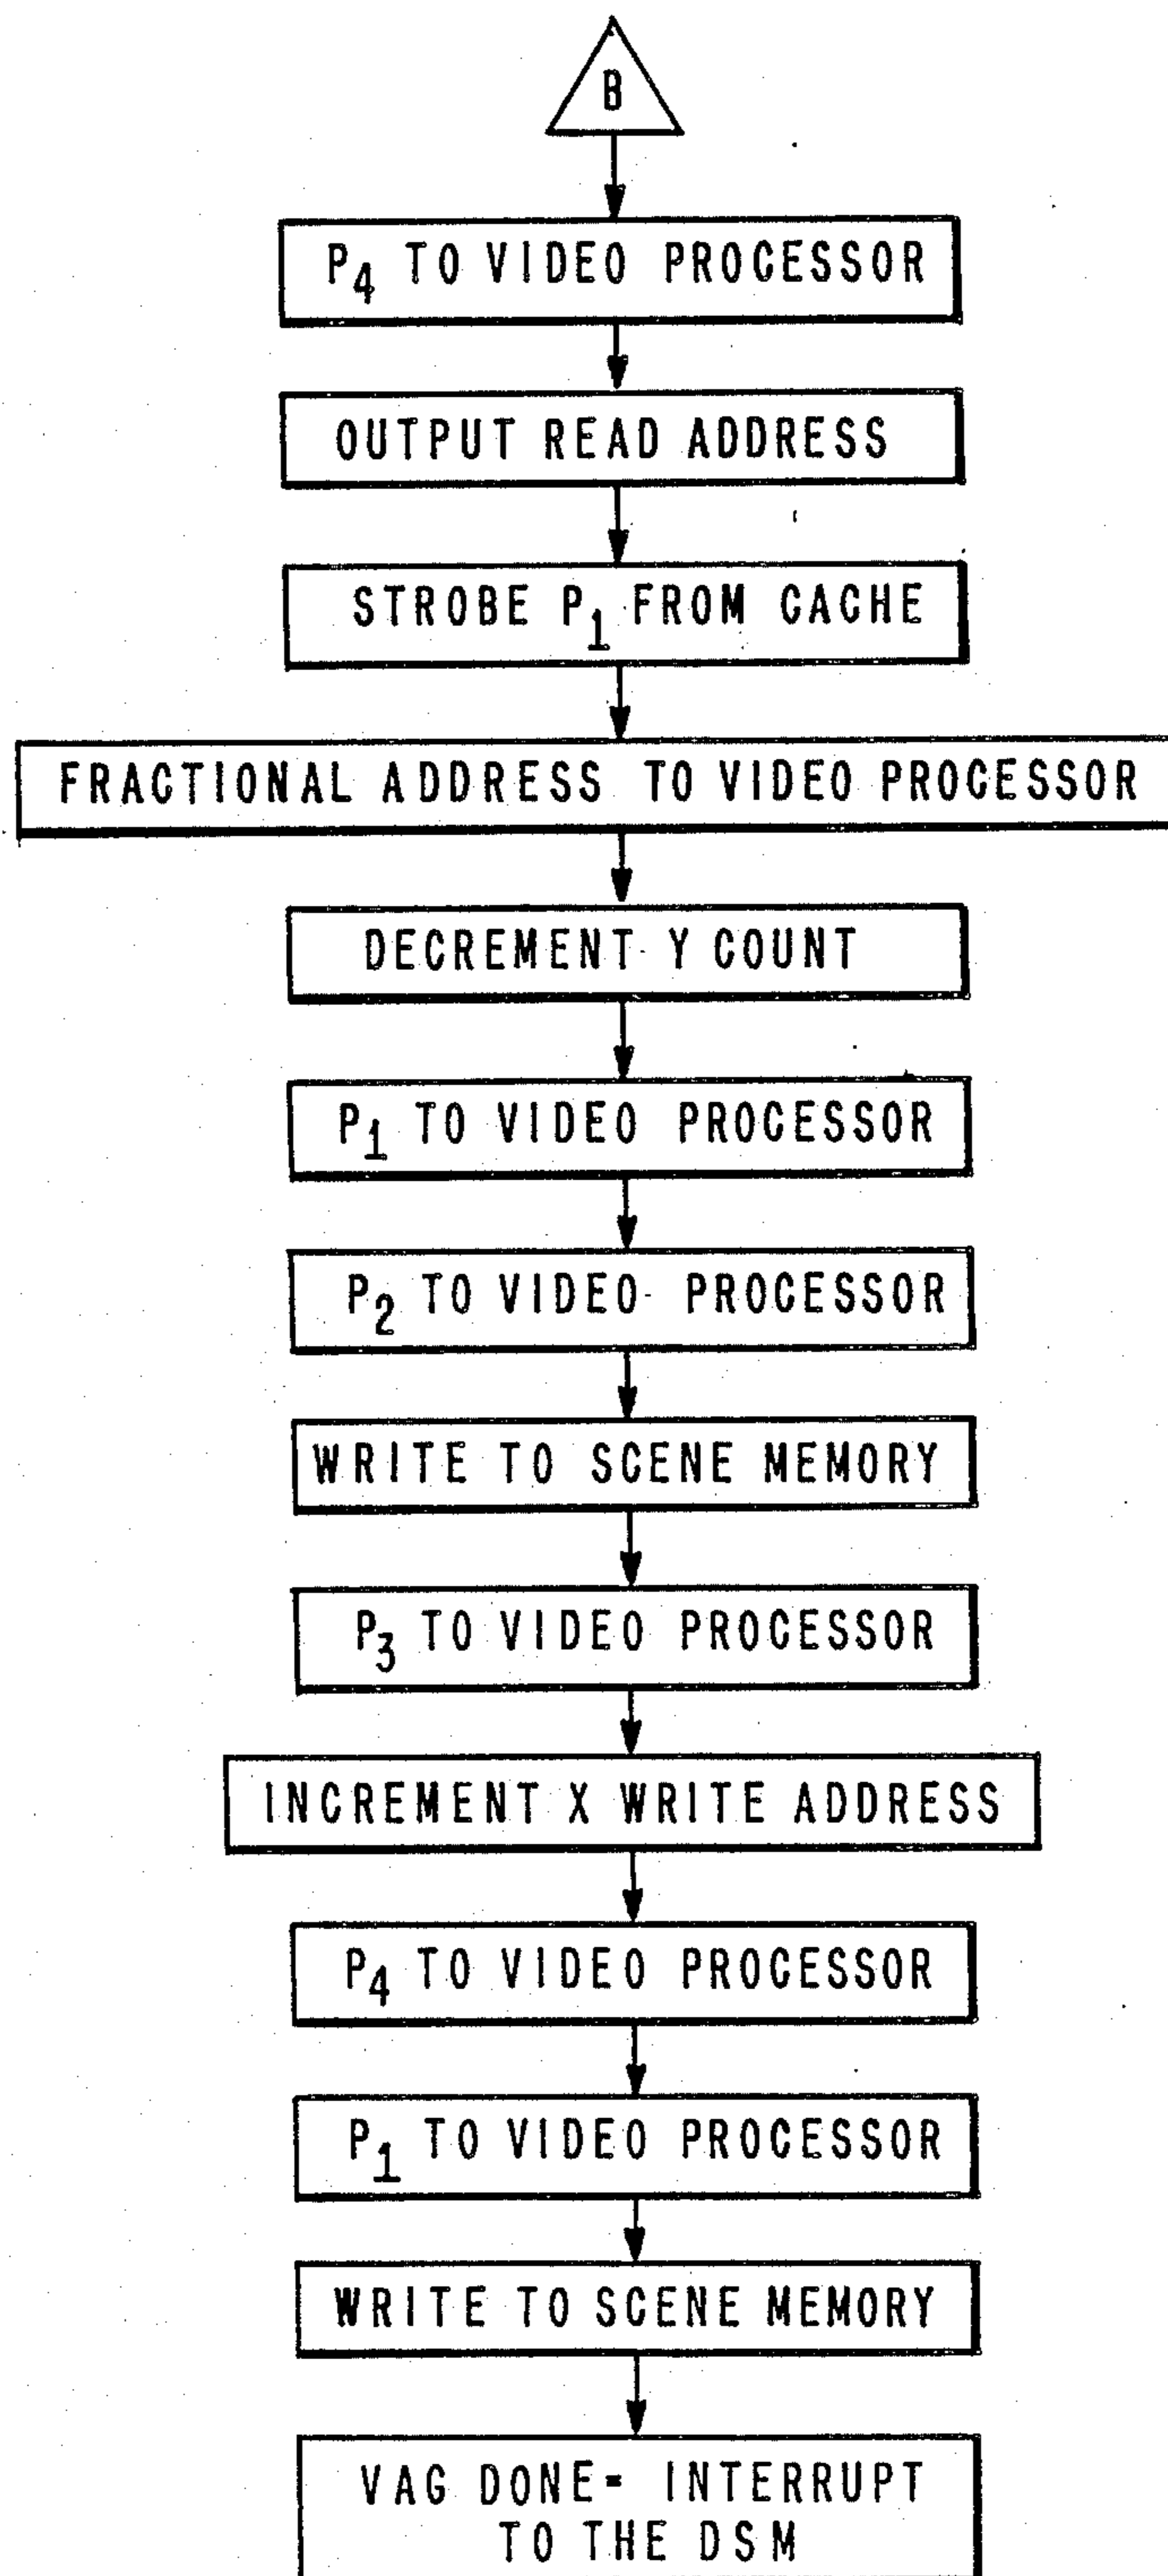 B
P4 TO VIDEO PROCESSOR
OUTPUT READ ADDRESS
STROBE P1 FROM CACHE
FRACTIONAL ADDRESS TO VIDEO PROCESSOR
DECREMENT Y COUNT
P1 TO VIDEO PROCESSOR
P2 TO VIDEO PROCESSOR
WRITE TO SCENE MEMORY
P3 TO VIDEO PROCESSOR
INCREMENT X WRITE ADDRESS
P4 TO VIDEO PROCESSOR
P1 TO VIDEO PROCESSOR
WRITE TO SCENE MEMORY
VAG DONE= INTERRUPT
TO THE DSM